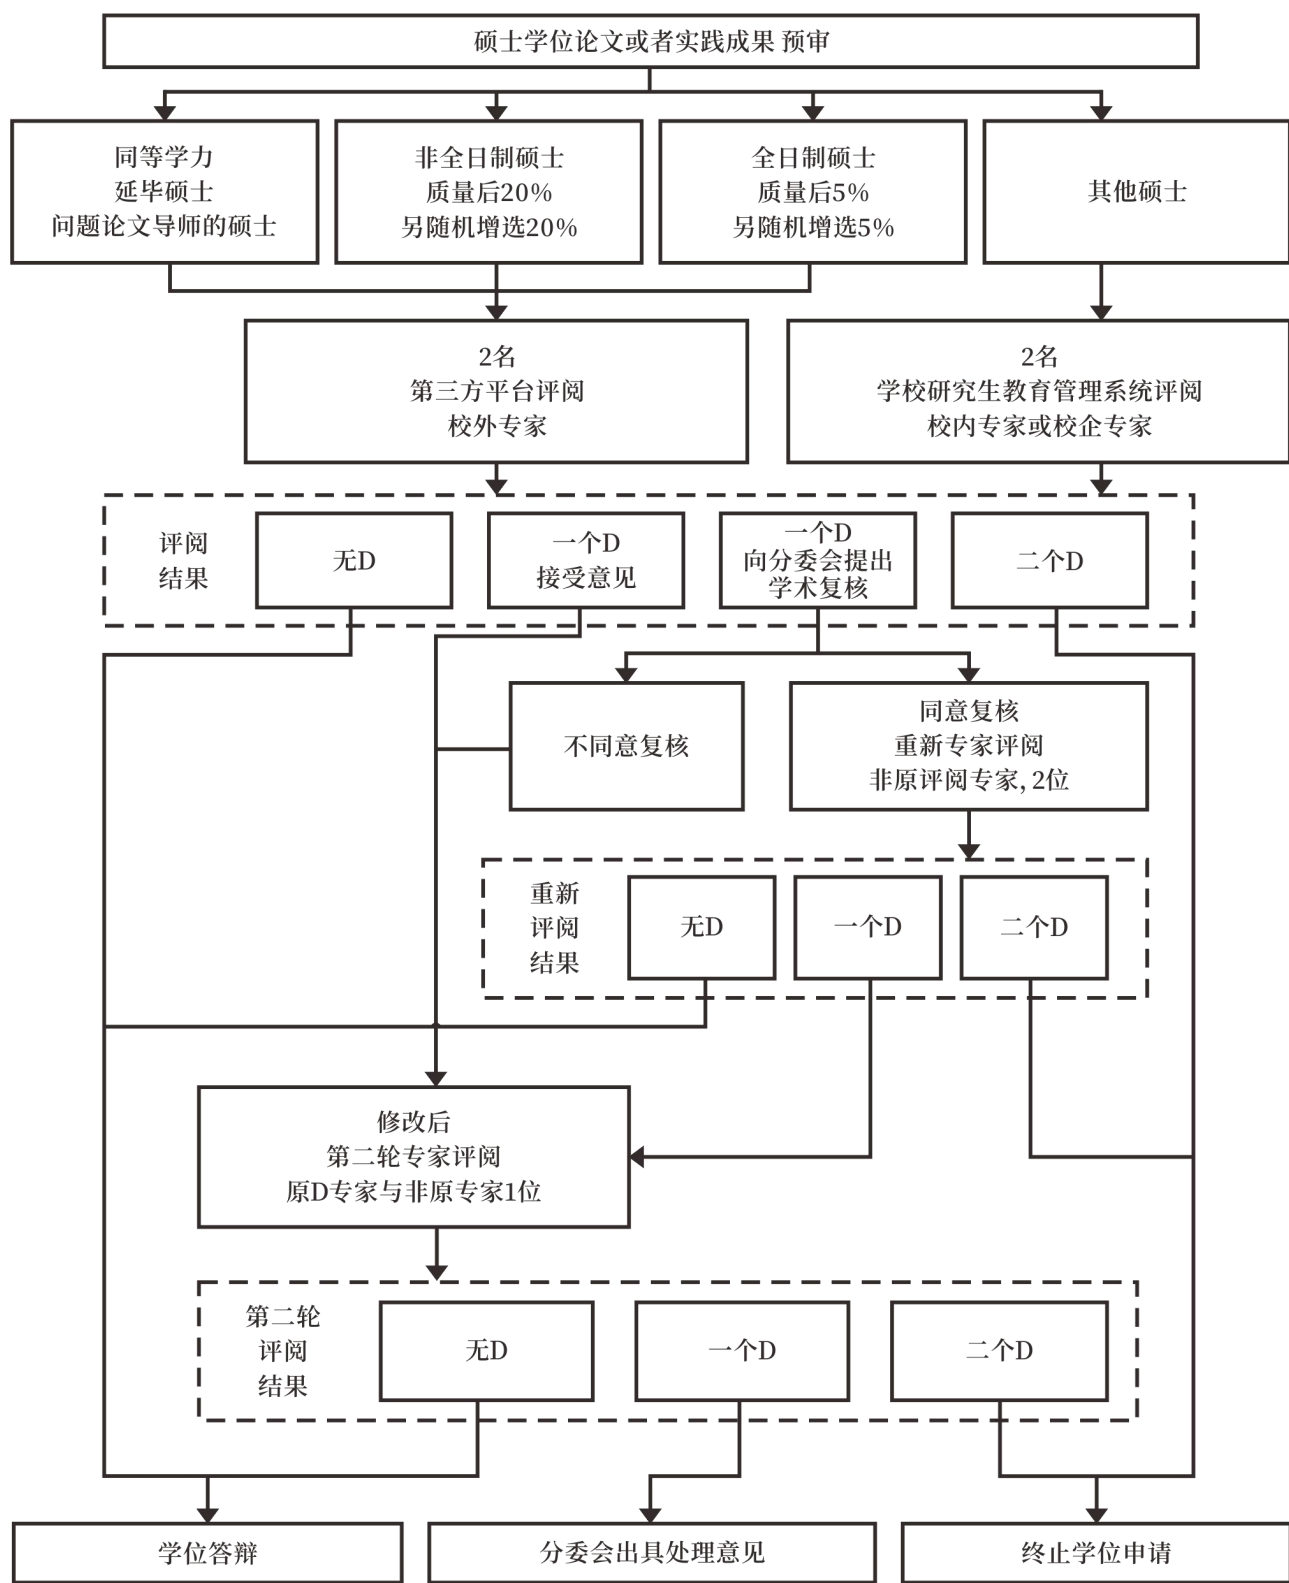 硕士学位论文或者实践成果 预审
同等学力
延毕硕士
问题论文导师的硕士
非全日制硕士
质量后20%
另随机增选20%
全日制硕士
质量后5%
另随机增选5%
其他硕士
2名
第三方平台评阅
校外专家
2名
学校研究生教育管理系统评阅
校内专家或校企专家
评阅
结果
无D
一个D
接受意见
一个D
向分委会提出
学术复核
二个D
不同意复核
同意复核
重新专家评阅
非原评阅专家, 2位
重新
评阅
结果
无D
一个D
二个D
修改后
第二轮专家评阅
原D专家与非原专家1位
第二轮
评阅
结果
无D
一个D
二个D
学位答辩
分委会出具处理意见
终止学位申请